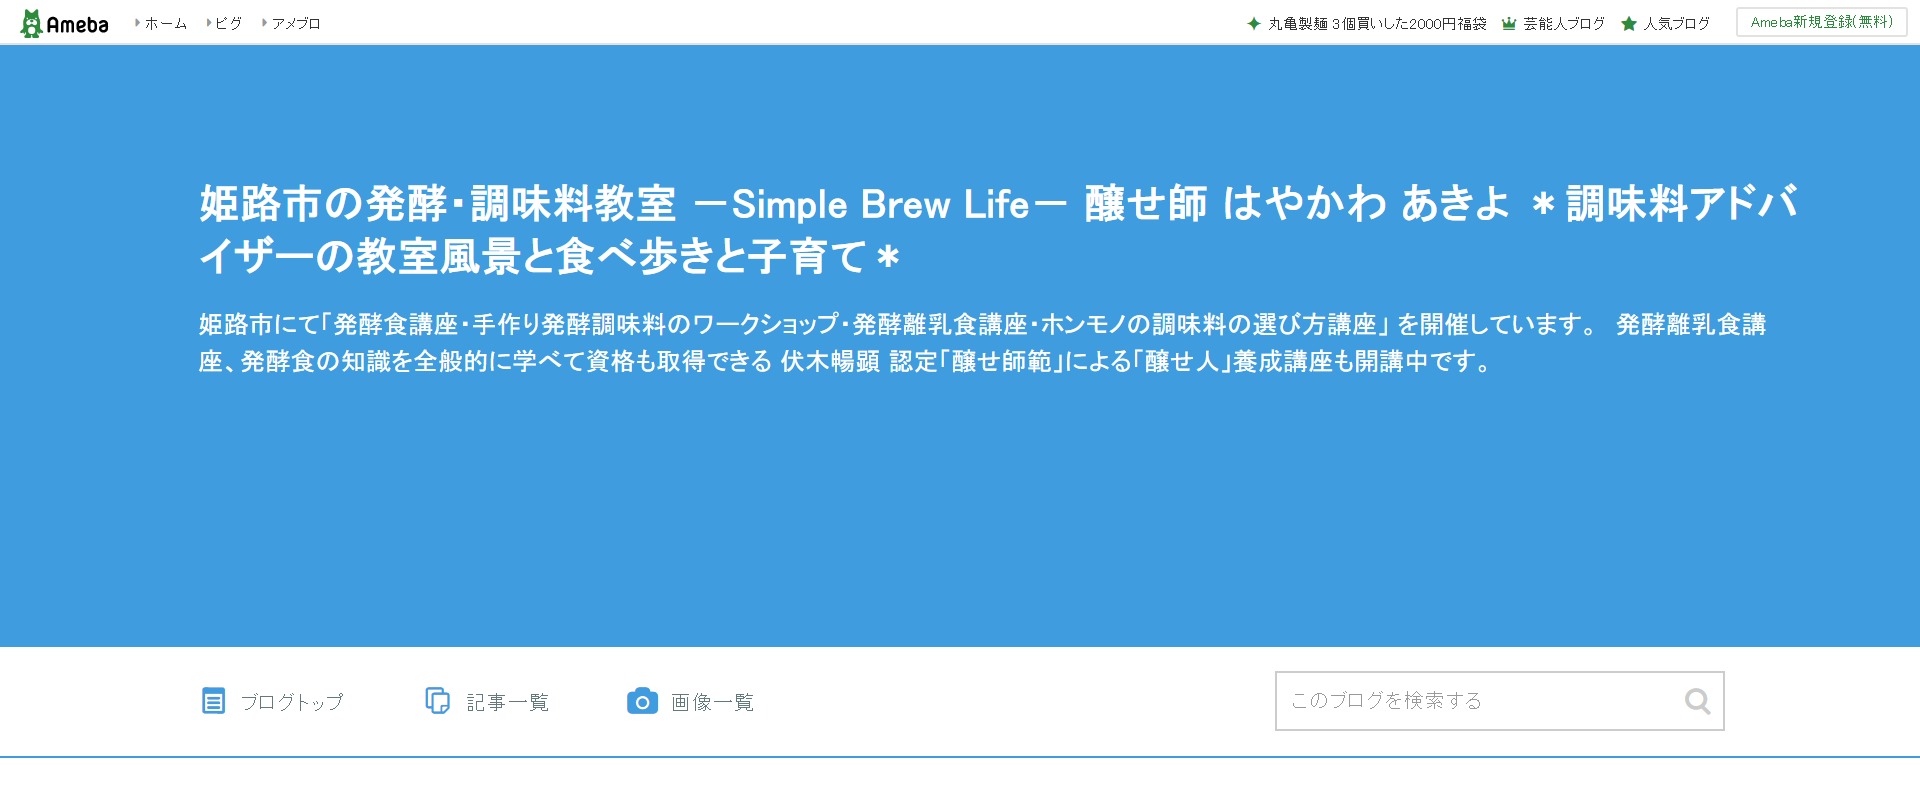 Ameba
ホーム
ピグ
アメブロ
丸亀製麺 3個買いした2000円福袋
芸能人ブログ
人気ブログ
Ameba新規登録(無料)
姫路市の発酵・調味料教室 －Simple Brew Life－ 醸せ師 はやかわ あきよ ＊調味料アドバ
イザーの教室風景と食べ歩きと子育て＊
姫路市にて「発酵食講座・手作り発酵調味料のワークショップ・発酵離乳食講座・ホンモノの調味料の選び方講座」 を開催しています。 発酵離乳食講
座、発酵食の知識を全般的に学べて資格も取得できる 伏木暢顕 認定「醸せ師範」による「醸せ人」養成講座も開講中です。
ブログトップ
記事一覧
画像一覧
このブログを検索する